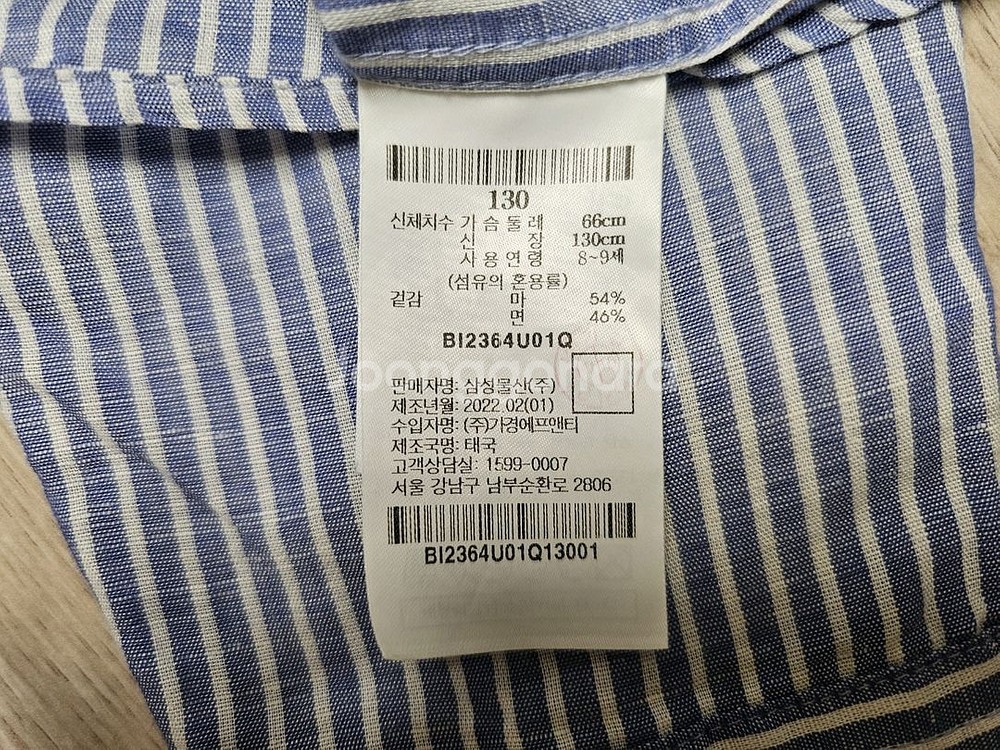 130
신체치수 가 슴 둘 레 66cm
신 장 130cm
사 용 연 령 8~9세
(섬유의 혼용률)
겉감 마 54%
면 46%
BI2364U01Q
판매자명: 삼성물산(주)
제조년월: 2022.02(01)
수입자명: (주)가경에프앤티
제조국명: 태국
고객상담실: 1599-0007
서울 강남구 남부순환로 2806
BI2364U01Q13001